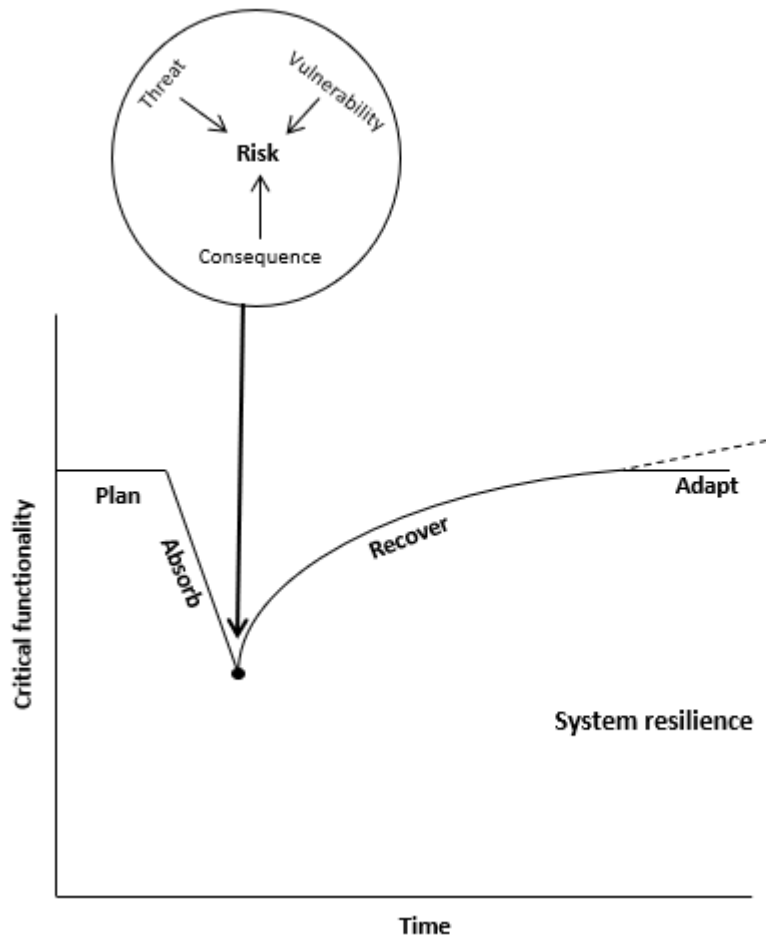 Threat
Vulnerability
Risk
Consequence
Critical functionality
Plan
Absorb
Recover
Adapt
System resilience
Time